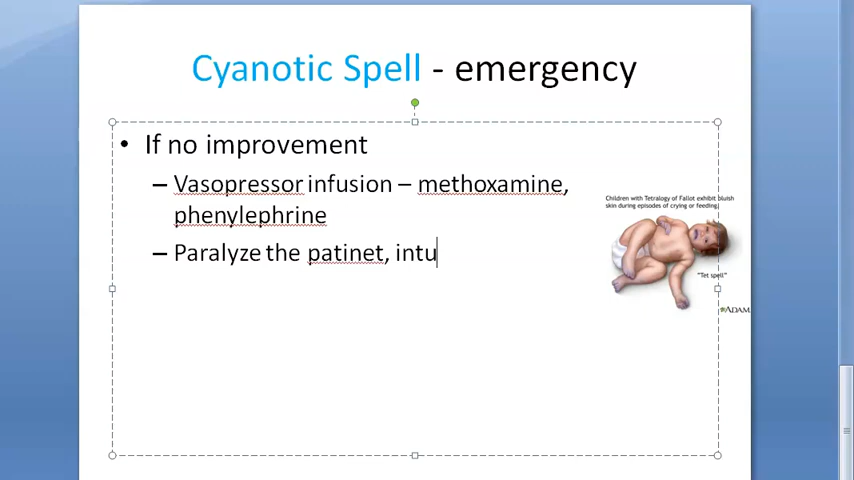 Cyanotic Spell - emergency
• If no improvement
– Vasopressor infusion – methoxamine,
phenylephrine
– Paralyze the patinet, intu
Children with Tetralogy of Fallot exhibit bluish
skin during episodes of crying or feeding.
"Tet spell"
ADAM.